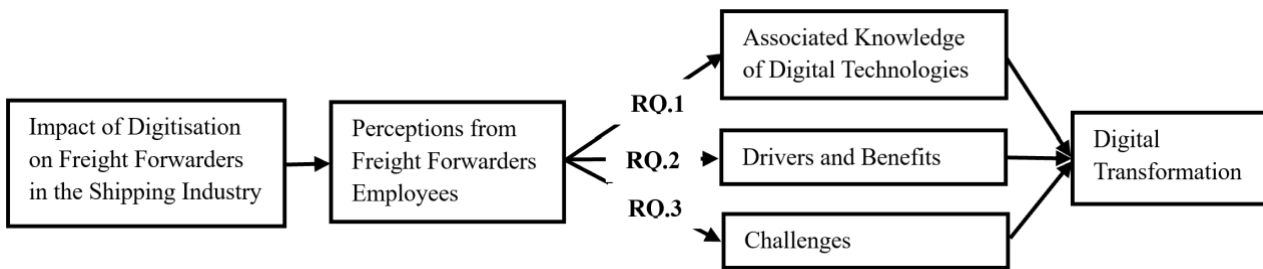 Impact of Digitisation
on Freight Forwarders
in the Shipping Industry
Perceptions from
Freight Forwarders
Employees
RQ.1
RQ.2
RQ.3
Associated Knowledge
of Digital Technologies
Drivers and Benefits
Challenges
Digital
Transformation